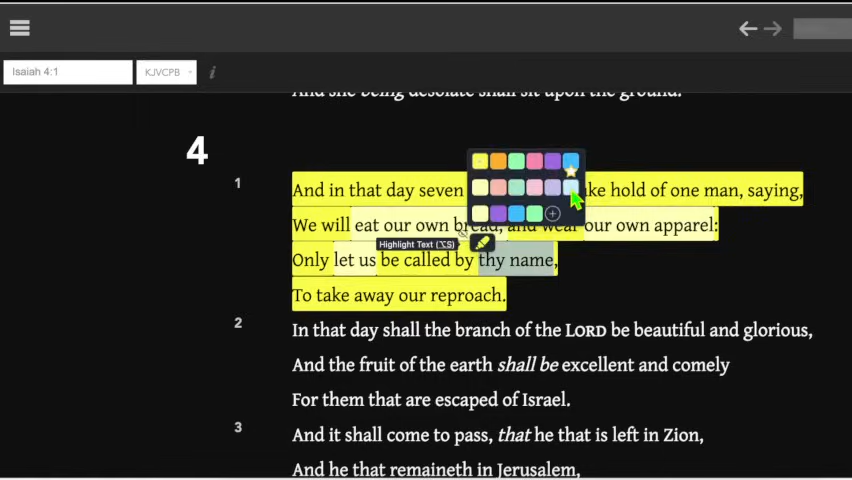 Isaiah 4:1
KJVCPB
i
And she being desolate shall sit upon the ground.
4
1 And in that day seven ke hold of one man, saying,
We will eat our own bread, and wear our own apparel:
Highlight Text (⌥S)
Only let us be called by thy name,
To take away our reproach.
2 In that day shall the branch of the LORD be beautiful and glorious,
And the fruit of the earth shall be excellent and comely
For them that are escaped of Israel.
3 And it shall come to pass, that he that is left in Zion,
And he that remaineth in Jerusalem,